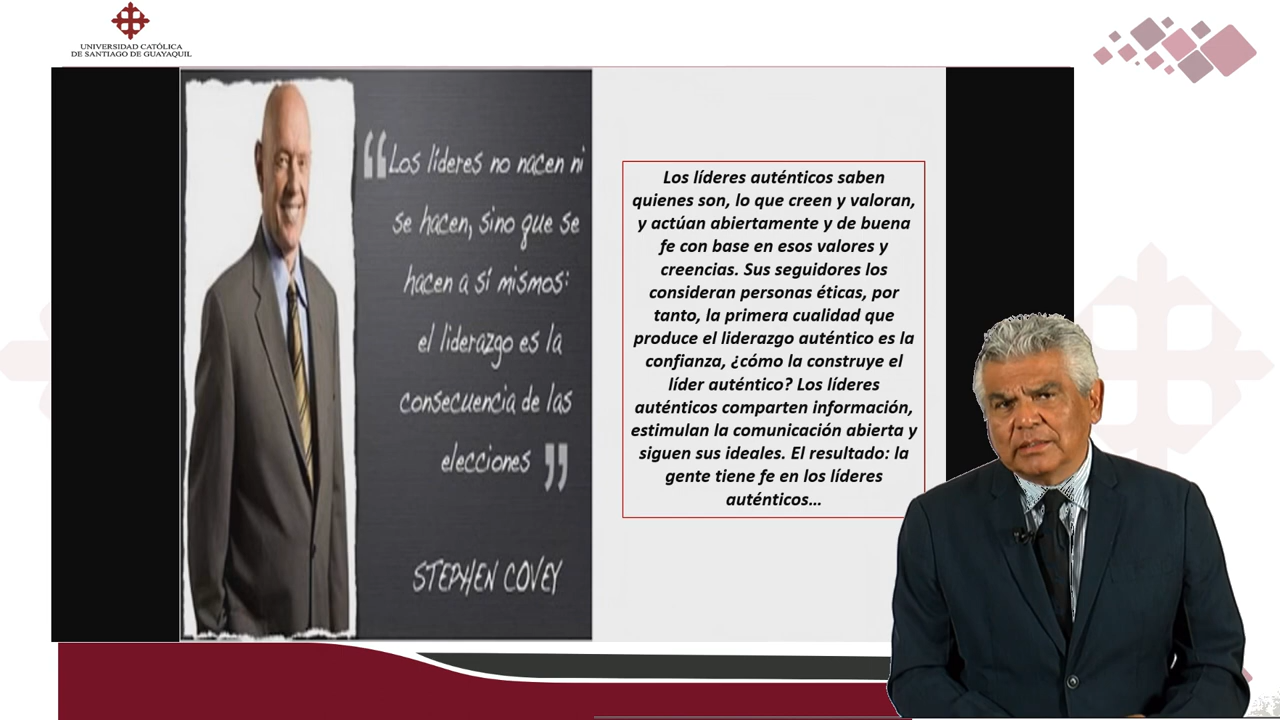 UNIVERSIDAD CATÓLICA
DE SANTIAGO DE GUAYAQUIL
“Los líderes no nacen ni
se hacen, sino que se
hacen a sí mismos:
el liderazgo es la
consecuencia de las
elecciones”
STEPHEN COVEY
Los líderes auténticos saben
quienes son, lo que creen y valoran,
y actúan abiertamente y de buena
fe con base en esos valores y
creencias. Sus seguidores los
consideran personas éticas, por
tanto, la primera cualidad que
produce el liderazgo auténtico es la
confianza, ¿cómo la construye el
líder auténtico? Los líderes
auténticos comparten información,
estimulan la comunicación abierta y
siguen sus ideales. El resultado: la
gente tiene fe en los líderes
auténticos…